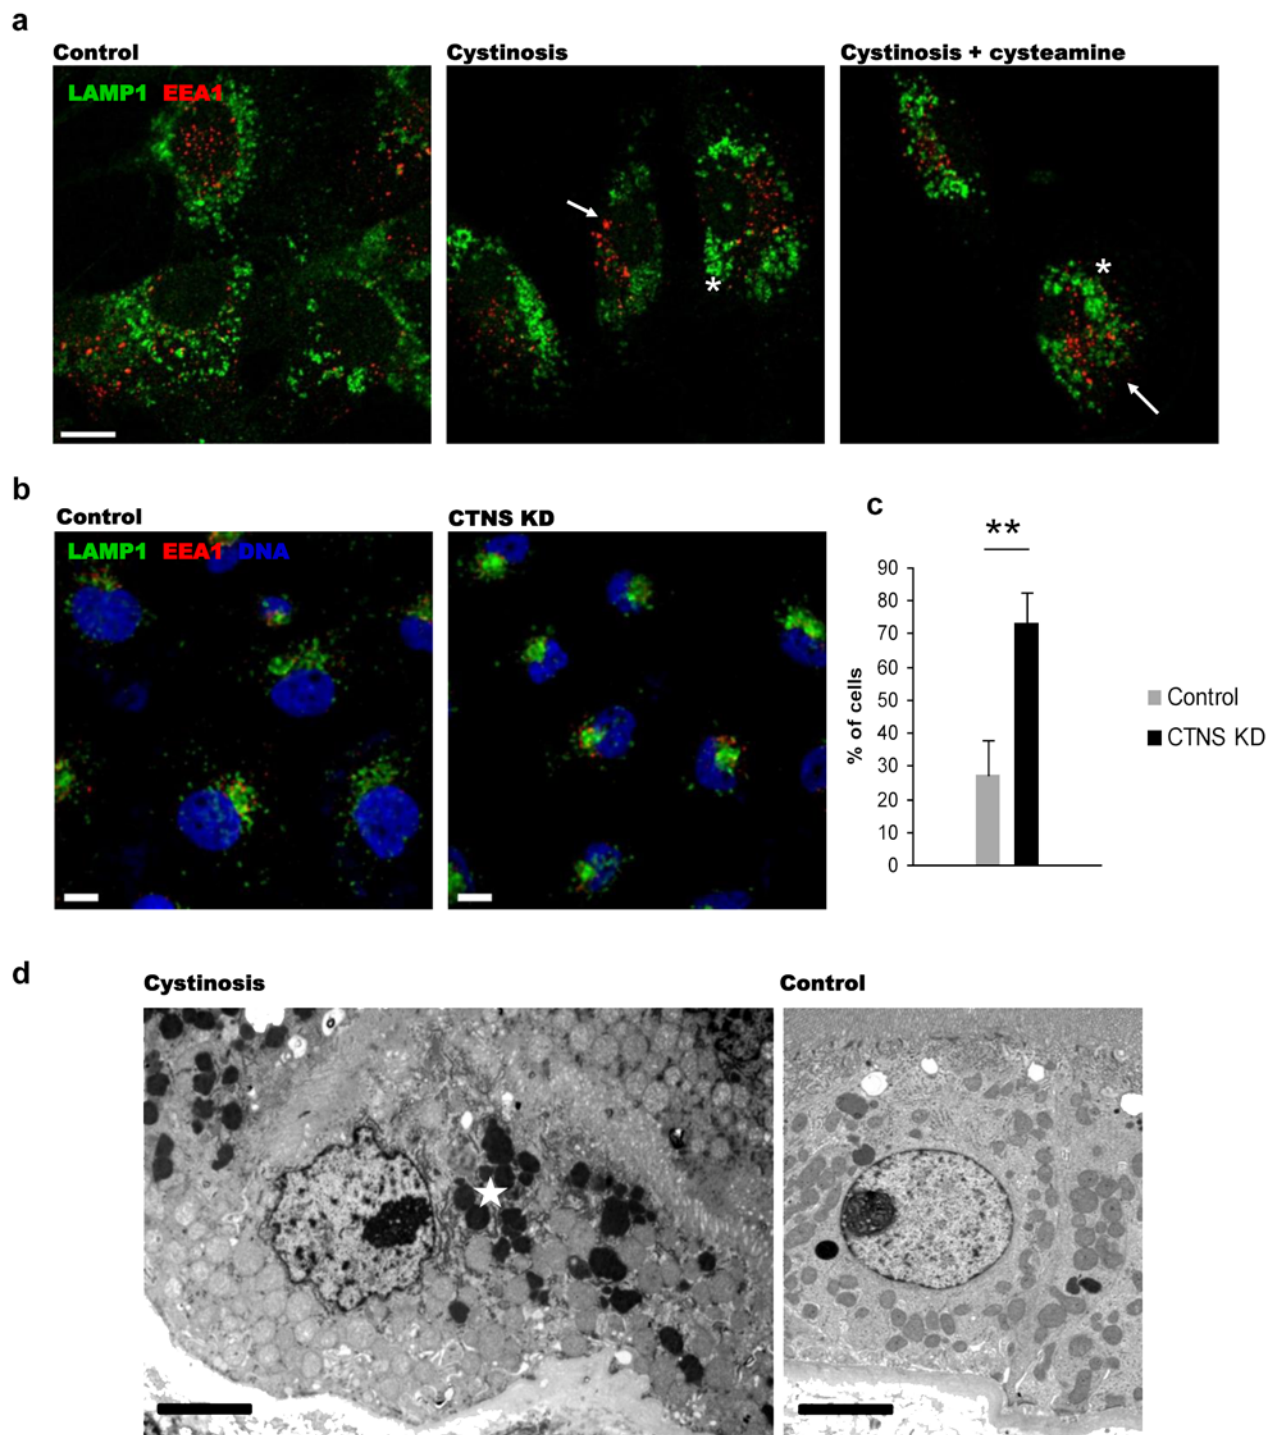 a
Control
Cystinosis
Cystinosis + cysteamine
LAMP1 EEA1
*
*
b
Control
CTNS KD
LAMP1 EEA1 DNA
c
**
90
80
70
60
50
40
30
20
10
0
% of cells
Control
CTNS KD
d
Cystinosis
Control